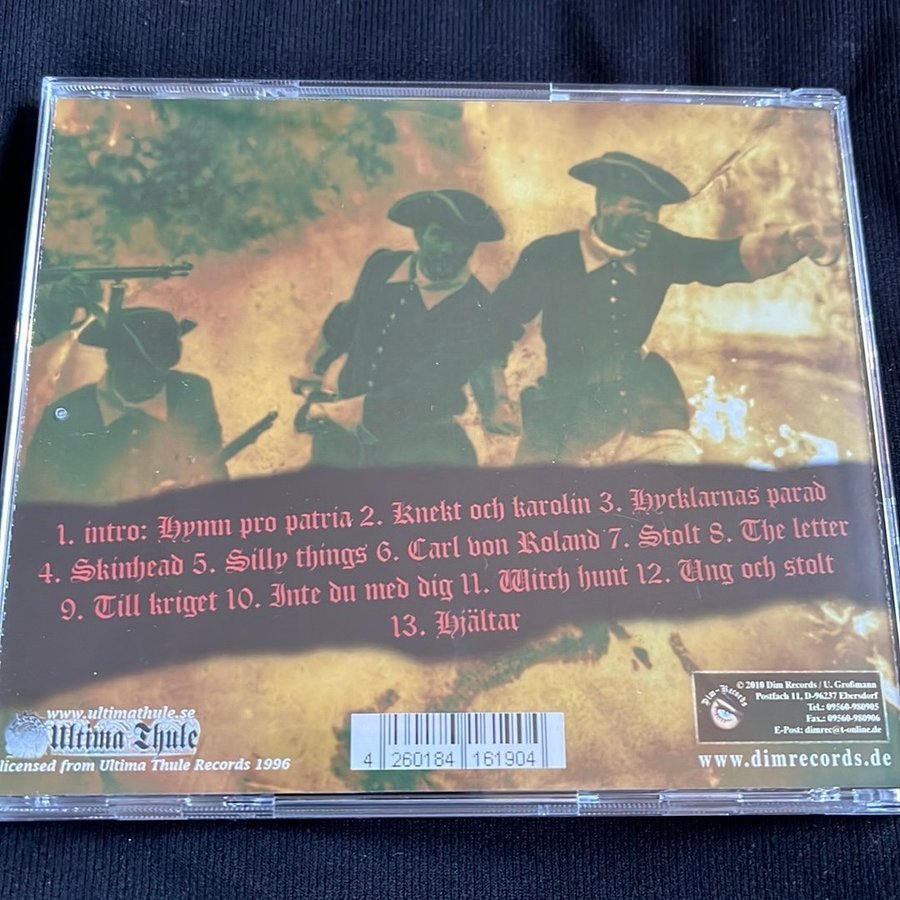 1. intro: Hymn pro patria 2. Knekt och karolin 3. Hycklarnas parad
4. Skinhead 5. Silly things 6. Carl von Roland 7. Stolt 8. The letter
9. Till kriget 10. Inte du med dig 11. Witch hunt 12. Ung och stolt
13. Hjältar
www.ultimathule.se
Ultima Thule
licensed from Ultima Thule Records 1996
4 260184 161904
Dim-Records
© 2010 Dim Records / U. Großmann
Postfach 11, D-96237 Ebersdorf
Tel.: 09560-980905
Fax.: 09560-980906
E-Post: dimrec@t-online.de
www.dimrecords.de